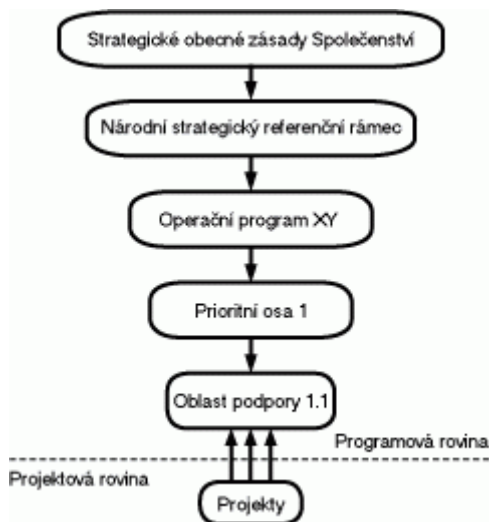 Strategické obecné zásady Společenství
Národní strategický referenční rámec
Operační program XY
Prioritní osa 1
Oblast podpory 1.1
Programová rovina
Projektová rovina
Projekty